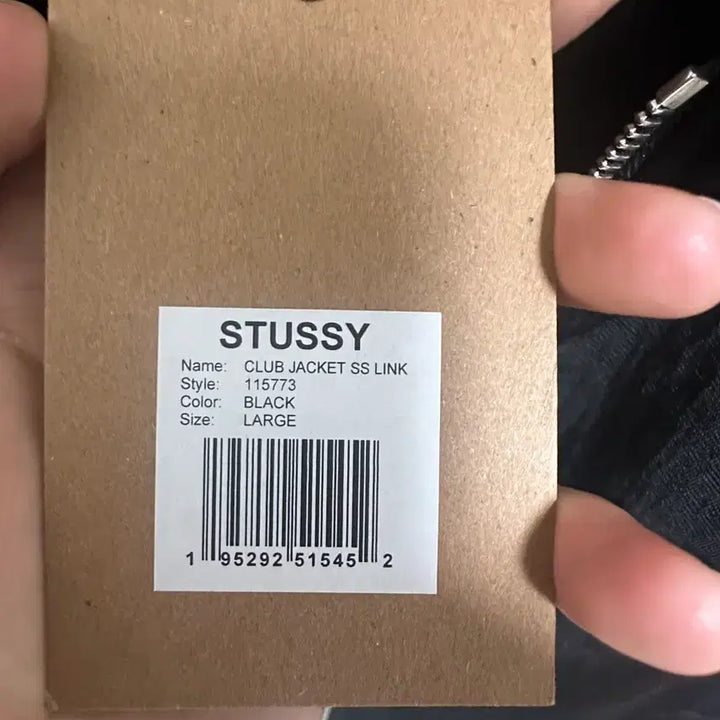 STUSSY
Name: CLUB JACKET SS LINK
Style: 115773
Color: BLACK
Size: LARGE
1 95292 51545 2